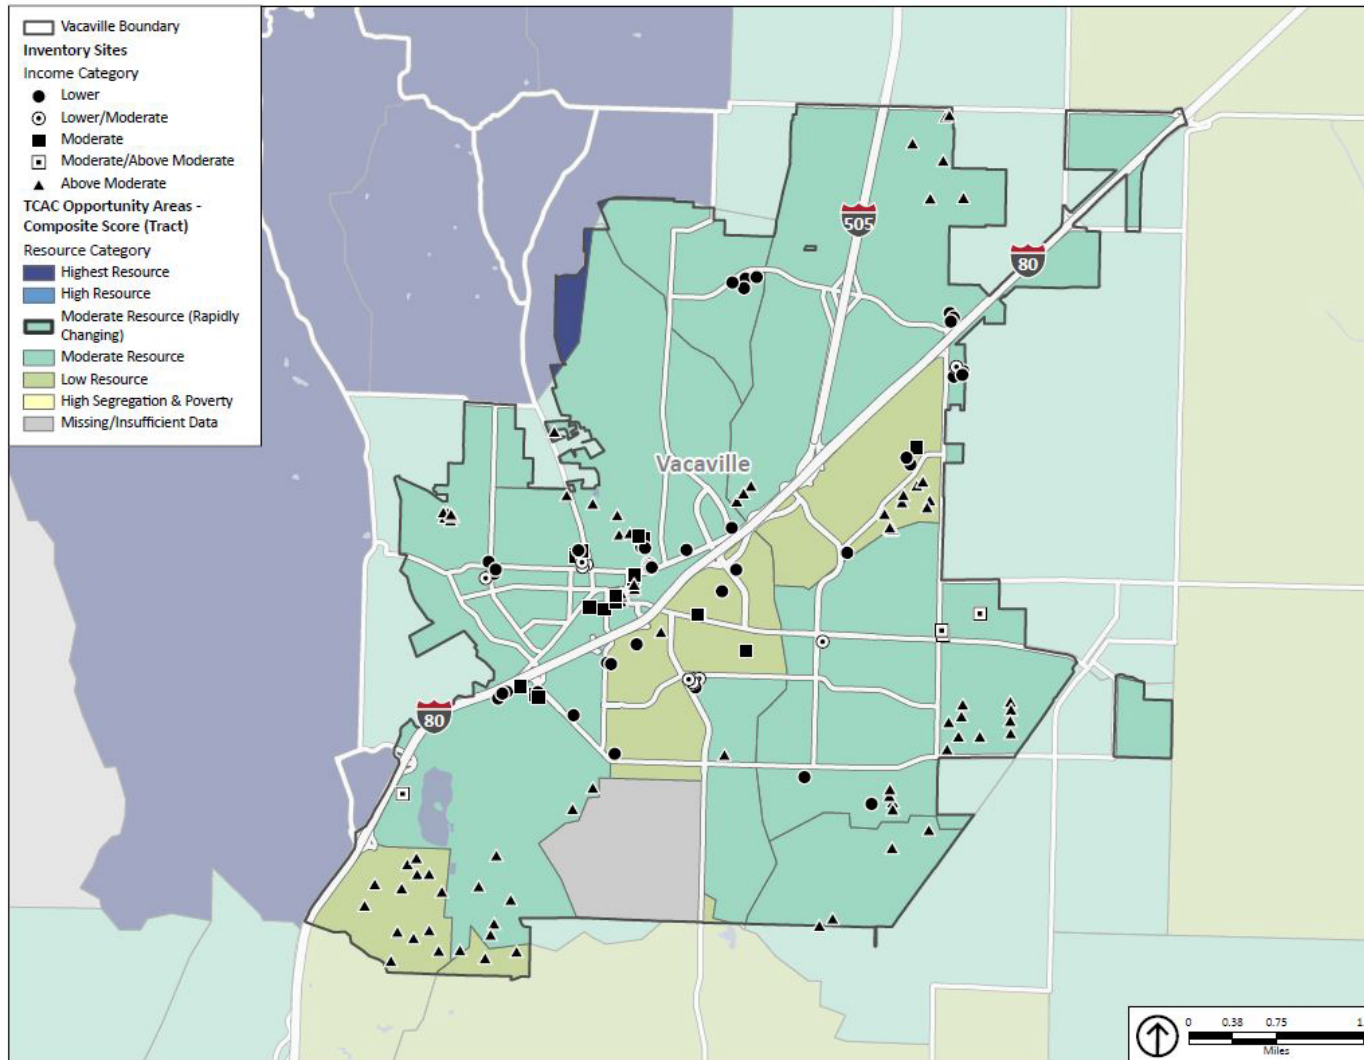 Vacaville Boundary
Inventory Sites
Income Category
Lower
Lower/Moderate
Moderate
Moderate/Above Moderate
Above Moderate
TCAC Opportunity Areas -
Composite Score (Tract)
Resource Category
Highest Resource
High Resource
Moderate Resource (Rapidly
Changing)
Moderate Resource
Low Resource
High Segregation & Poverty
Missing/Insufficient Data
505
80
Vacaville
80
0 0.38 0.75
Miles